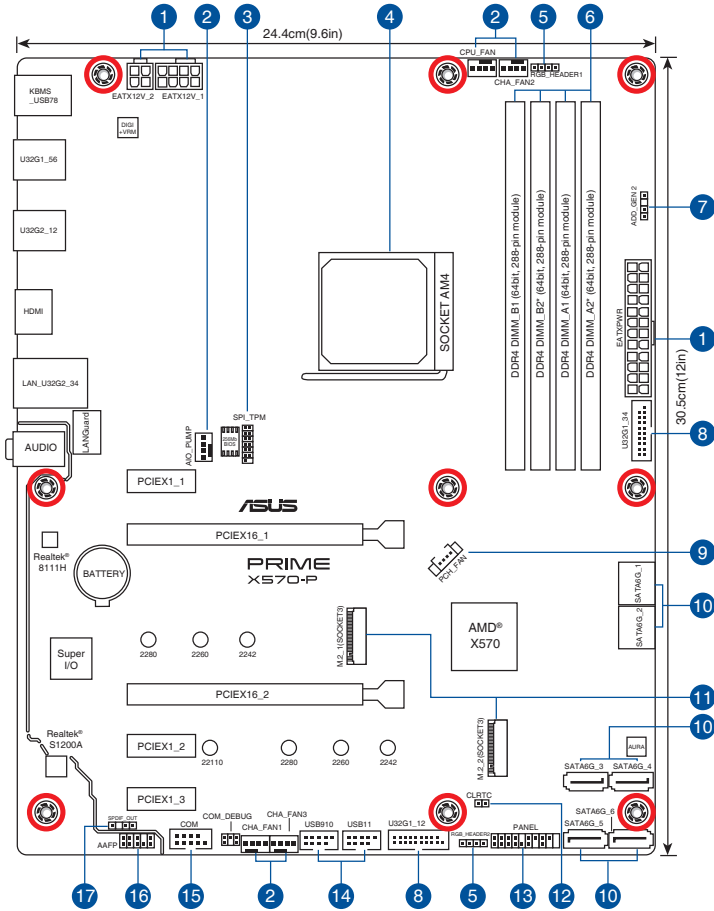 1
2
3
4
2
5
6
24.4cm(9.6in)
CPU_FAN
CHA_FAN2
RGB_HEADER1
KBMS
_USB78
EATX12V_2
EATX12V_1
DIGI
+VRM
U32G1_56
U32G2_12
HDMI
LAN_U32G2_34
LANGuard
AUDIO
SOCKET AM4
DDR4 DIMM_B1 (64bit, 288-pin module)
DDR4 DIMM_B2* (64bit, 288-pin module)
DDR4 DIMM_A1 (64bit, 288-pin module)
DDR4 DIMM_A2* (64bit, 288-pin module)
ADD_GEN 2
7
EATXPWR
1
30.5cm(12in)
U32G1_34
8
SPI_TPM
AIO_PUMP
256Mb
BIOS
PCIEX1_1
ASUS
PCIEX16_1
PRIME
X570-P
PCH_FAN
9
Realtek®
8111H
BATTERY
SATA6G_1
SATA6G_2
10
AMD®
X570
M.2_1(SOCKET3)
Super
I/O
2280
2260
2242
11
PCIEX16_2
M.2_2(SOCKET3)
10
AURA
Realtek®
S1200A
PCIEX1_2
22110
2280
2260
2242
SATA6G_3
SATA6G_4
PCIEX1_3
CLRTC
SPDIF_OUT
AAFP
COM
COM_DEBUG
CHA_FAN1
CHA_FAN3
USB910
USB11
U32G1_12
RGB_HEADER2
PANEL
SATA6G_5
SATA6G_6
17
16
15
2
14
8
5
13
12
10